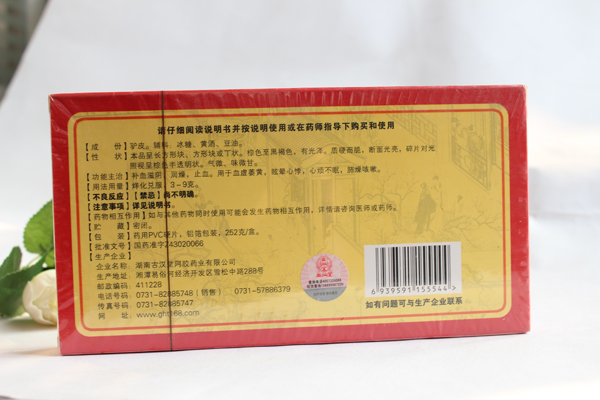 请仔细阅读说明书并按说明使用或在药师指导下购买和使用
【成 份】驴皮。辅料：冰糖、黄酒、豆油。
【性 状】本品呈长方形块、方形块或丁状。棕色至黑褐色，有光泽。质硬而脆，断面光亮，碎片对光
照视呈棕色半透明状。气微，味微甘。
【功能主治】补血滋阴，润燥，止血。用于血虚萎黄，眩晕心悸，心烦不眠，肺燥咳嗽。
【用法用量】烊化兑服 3～9克。
【不良反应】【禁忌】尚不明确。
【注意事项】详见说明书。
【药物相互作用】如与其他药物同时使用可能会发生药物相互作用，详情请咨询医师或药师。
【贮 藏】密闭。
【包 装】药用PVC硬片，铝箔包装，252克/盒。
【批准文号】国药准字Z43020066
【生产企业】
企业名称：湖南古汉堂阿胶药业有限公司
生产地址：湘潭易俗河经济开发区雪松中路288号
邮政编码：411228
电话号码：0731-82885748（销售） 0731-57886379
传真号码：0731-82885747
网 址：www.ght168.com
6939591155544
如有问题可与生产企业联系